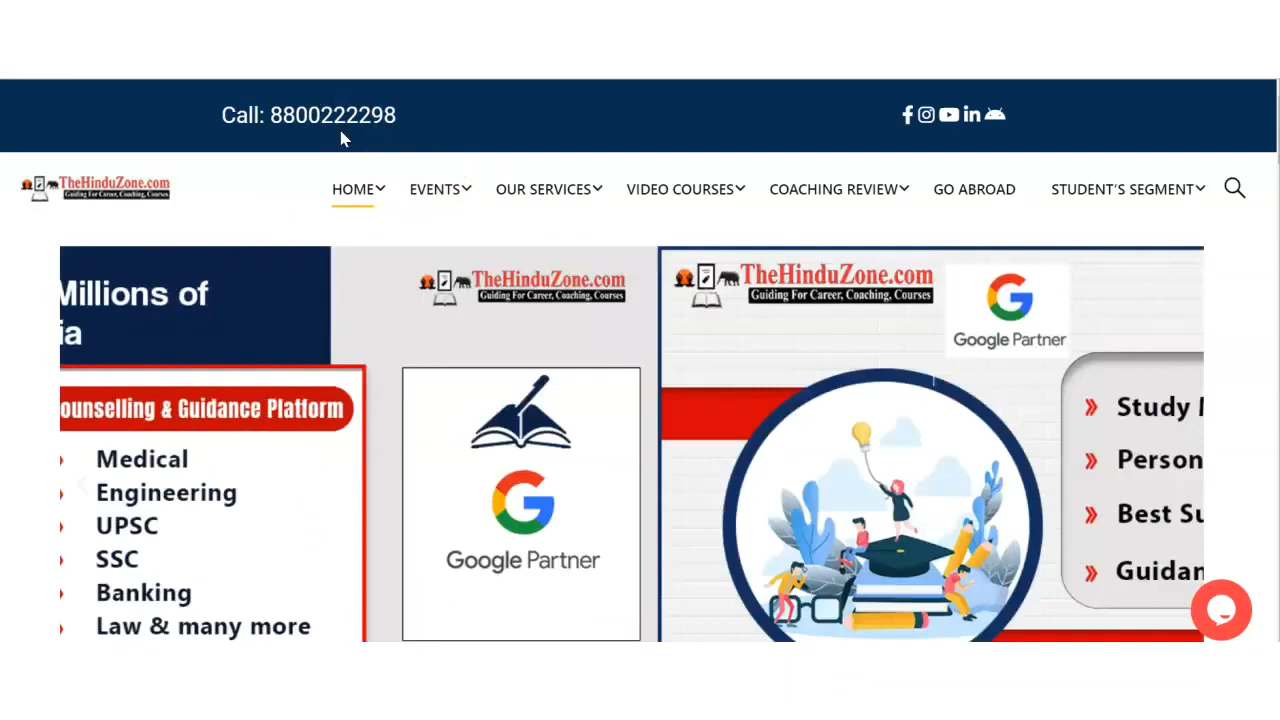 Call: 8800222298
TheHinduZone.com
Guiding For Career, Coaching, Courses
HOME
EVENTS
OUR SERVICES
VIDEO COURSES
COACHING REVIEW
GO ABROAD
STUDENT'S SEGMENT
Millions of
ia
ounselling & Guidance Platform
Medical
Engineering
UPSC
SSC
Banking
Law & many more
TheHinduZone.com
Guiding For Career, Coaching, Courses
Google Partner
TheHinduZone.com
Guiding For Career, Coaching, Courses
Google Partner
Study
Person
Best Su
Guidan